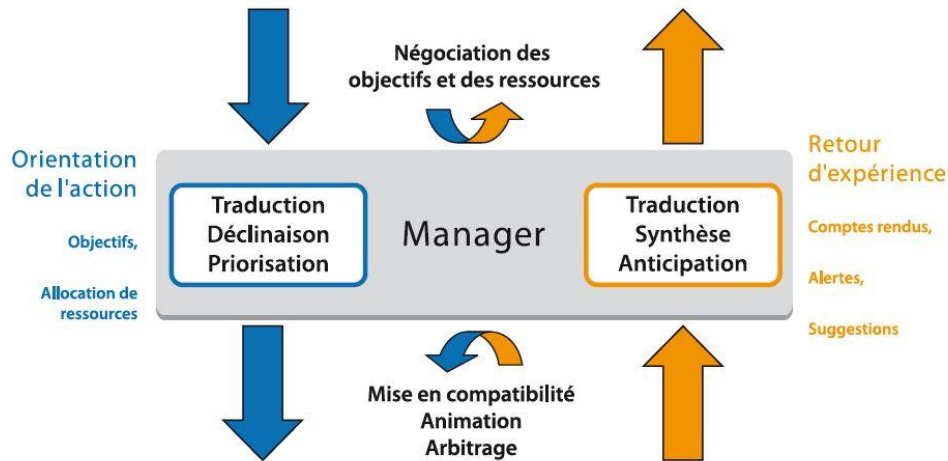 Négociation des
objectifs et des ressources
Orientation
de l'action
Objectifs,
Allocation de
ressources
Traduction
Déclinaison
Priorisation
Manager
Traduction
Synthèse
Anticipation
Retour
d'expérience
Comptes rendus,
Alertes,
Suggestions
Mise en compatibilité
Animation
Arbitrage